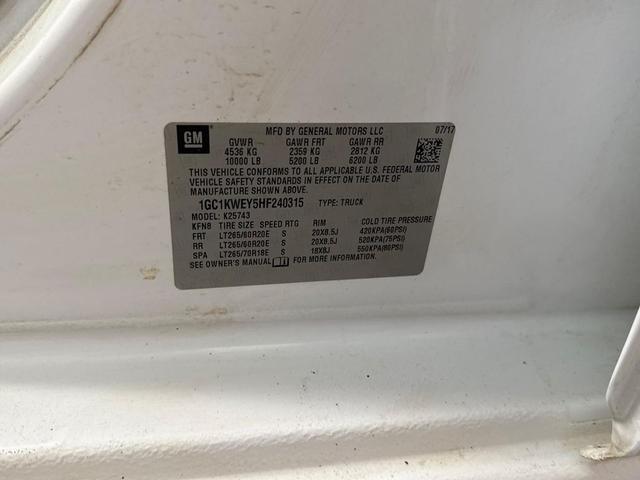 GM
MFD BY GENERAL MOTORS LLC 07/17
GVWR GAWR FRT GAWR RR
4536 KG 2359 KG 2812 KG
10000 LB 5200 LB 6200 LB
THIS VEHICLE CONFORMS TO ALL APPLICABLE U.S. FEDERAL MOTOR
VEHICLE SAFETY STANDARDS IN EFFECT ON THE DATE OF
MANUFACTURE SHOWN ABOVE.
1GC1KWEY5HF240315 TYPE: TRUCK
MODEL: K25743
KFN8 TIRE SIZE SPEED RTG RIM COLD TIRE PRESSURE
FRT LT265/60R20E S 20X8.5J 420KPA(60PSI)
RR LT265/60R20E S 20X8.5J 520KPA(75PSI)
SPA LT265/70R18E S 18X8J 550KPA(80PSI)
SEE OWNER'S MANUAL FOR MORE INFORMATION.